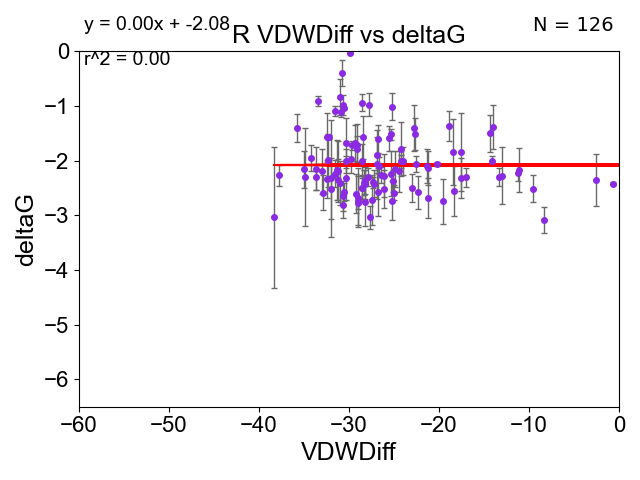 y = 0.00x + -2.08
R VDWDiff vs deltaG
N = 126
r^2 = 0.00
0
−1
−2
−3
−4
−5
−6
deltaG
−60
−50
−40
−30
−20
−10
0
VDWDiff